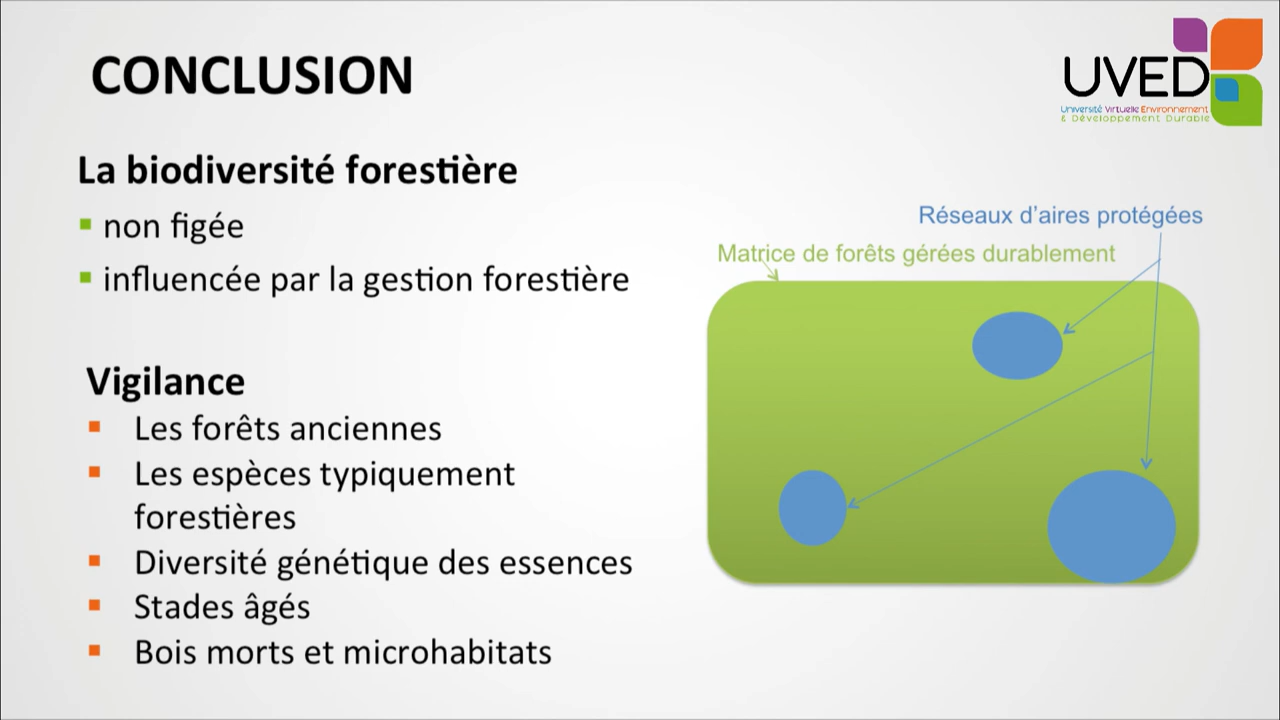 CONCLUSION
UVED
Université Virtuelle Environnement
& Développement Durable
La biodiversité forestière
non figée
influencée par la gestion forestière
Vigilance
Les forêts anciennes
Les espèces typiquement
forestières
Diversité génétique des essences
Stades âgés
Bois morts et microhabitats
Réseaux d'aires protégées
Matrice de forêts gérées durablement